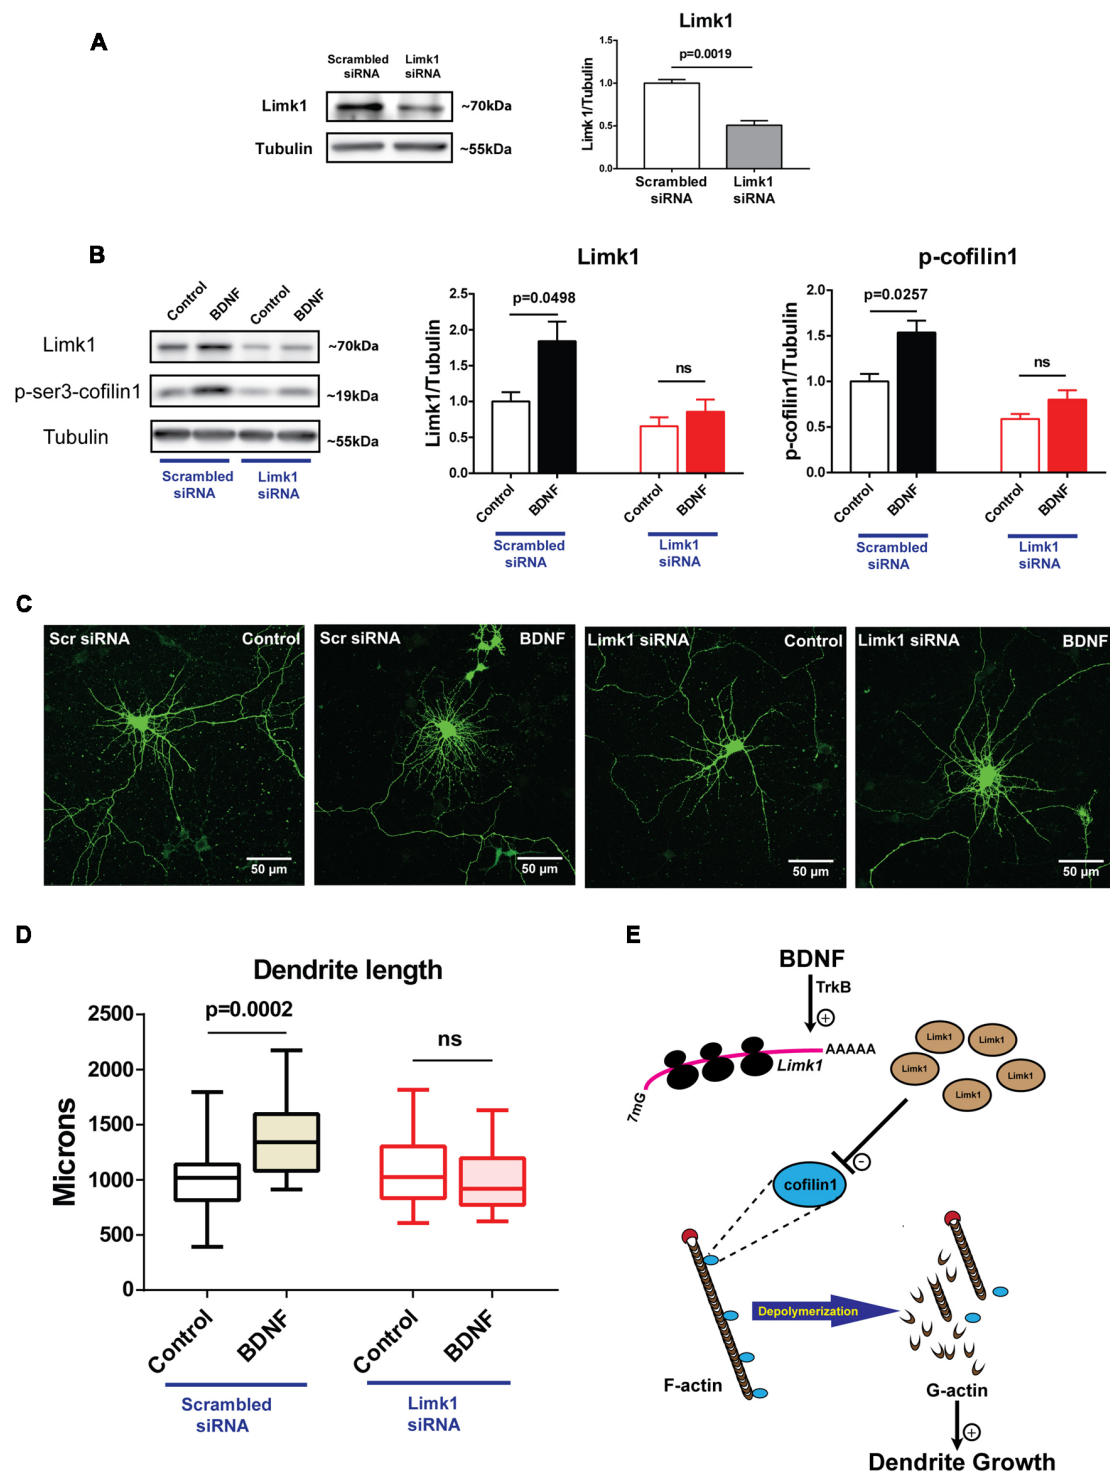 A
Scrambled siRNA
Limk1 siRNA
Limk1
~70kDa
Tubulin
~55kDa
Limk1
Limk1/Tubulin
1.5
1.0
0.5
0.0
p=0.0019
Scrambled siRNA
Limk1 siRNA
B
Control
BDNF
Control
BDNF
Limk1
~70kDa
p-ser3-cofilin1
~19kDa
Tubulin
~55kDa
Scrambled siRNA
Limk1 siRNA
Limk1
Limk1/Tubulin
2.5
2.0
1.5
1.0
0.5
0.0
p=0.0498
ns
Control
BDNF
Control
BDNF
Scrambled siRNA
Limk1 siRNA
p-cofilin1
p-cofilin1/Tubulin
2.0
1.5
1.0
0.5
0.0
p=0.0257
ns
Control
BDNF
Control
BDNF
Scrambled siRNA
Limk1 siRNA
C
Scr siRNA
Control
50 µm
Scr siRNA
BDNF
50 µm
Limk1 siRNA
Control
50 µm
Limk1 siRNA
BDNF
50 µm
D
Dendrite length
Microns
2500
2000
1500
1000
500
0
p=0.0002
ns
Control
BDNF
Control
BDNF
Scrambled siRNA
Limk1 siRNA
E
BDNF
TrkB
+
7mG
Limk1
AAAAA
Limk1
Limk1
Limk1
Limk1
Limk1
-
cofilin1
Depolymerization
F-actin
G-actin
+
Dendrite Growth